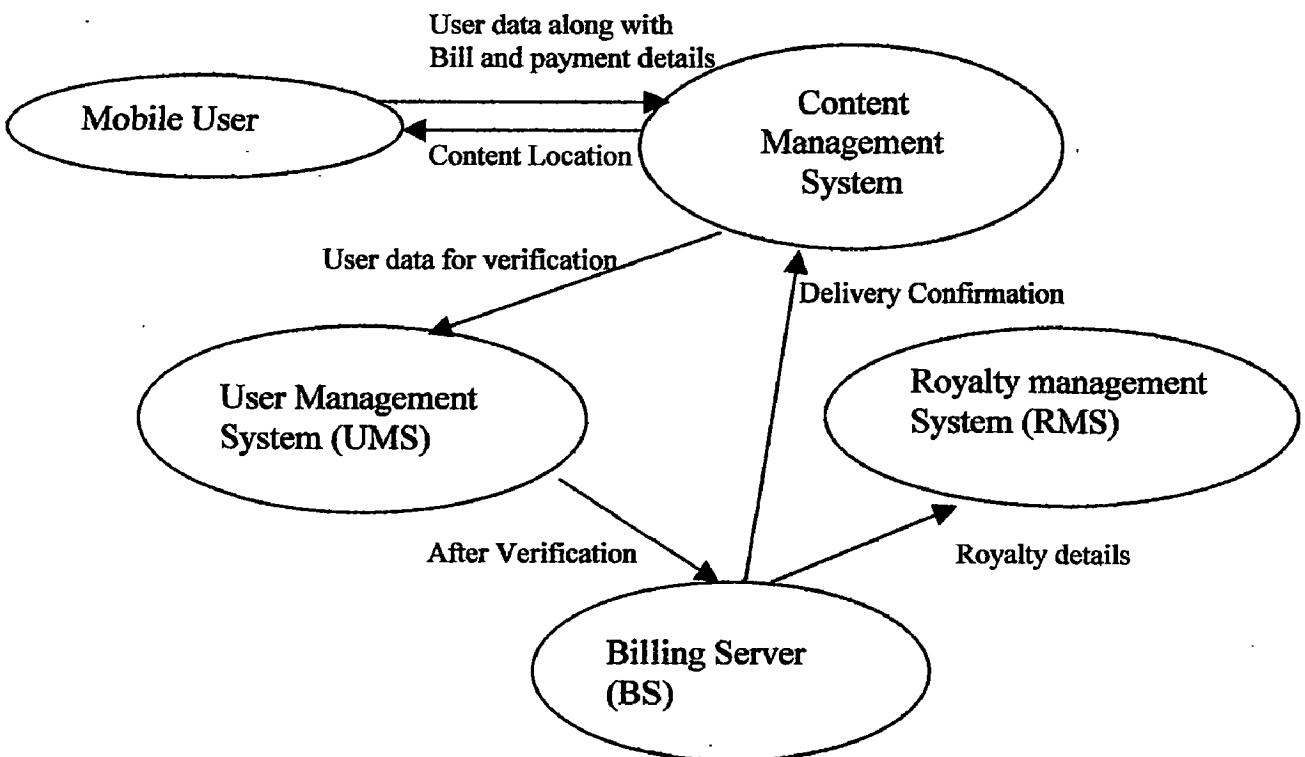 User data along with
Bill and payment details
Mobile User
Content
Management
System
Content Location
User data for verification
Delivery Confirmation
User Management
System (UMS)
Royalty management
System (RMS)
After Verification
Royalty details
Billing Server
(BS)